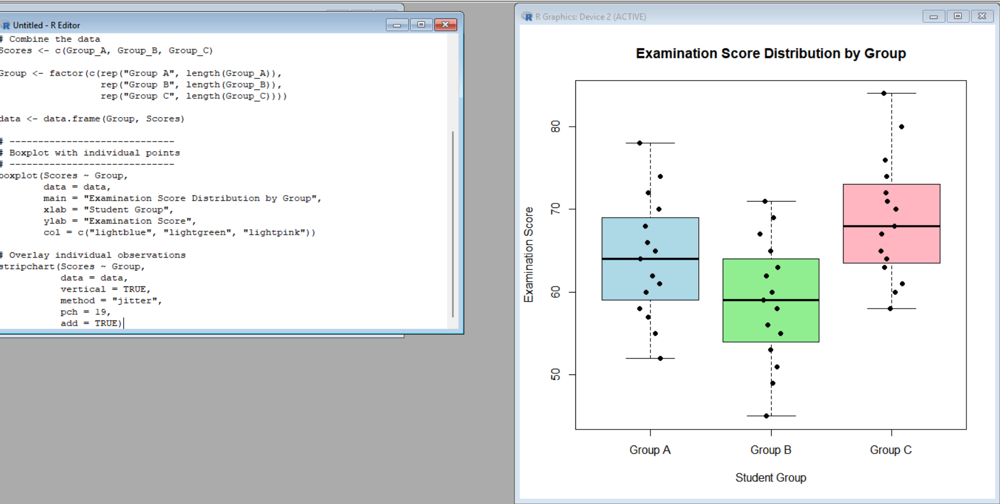 Untitled - R Editor
# Combine the data
Scores <- c(Group_A, Group_B, Group_C)
Group <- factor(c(rep("Group A", length(Group_A)),
rep("Group B", length(Group_B)),
rep("Group C", length(Group_C))))
data <- data.frame(Group, Scores)
# -----------------------------
# Boxplot with individual points
# -----------------------------
boxplot(Scores ~ Group,
data = data,
main = "Examination Score Distribution by Group",
xlab = "Student Group",
ylab = "Examination Score",
col = c("lightblue", "lightgreen", "lightpink"))
# Overlay individual observations
stripchart(Scores ~ Group,
data = data,
vertical = TRUE,
method = "jitter",
pch = 19,
add = TRUE)
R Graphics: Device 2 (ACTIVE)
Examination Score Distribution by Group
Examination Score
80
70
60
50
Group A
Group B
Group C
Student Group